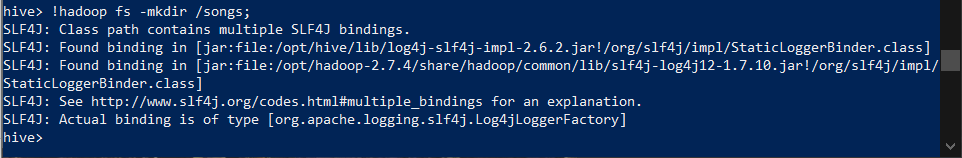 hive> !hadoop fs -mkdir /songs;
SLF4J: Class path contains multiple SLF4J bindings.
SLF4J: Found binding in [jar:file:/opt/hive/lib/log4j-slf4j-impl-2.6.2.jar!/org/slf4j/impl/StaticLoggerBinder.class]
SLF4J: Found binding in [jar:file:/opt/hadoop-2.7.4/share/hadoop/common/lib/slf4j-log4j12-1.7.10.jar!/org/slf4j/impl/
StaticLoggerBinder.class]
SLF4J: See http://www.slf4j.org/codes.html#multiple_bindings for an explanation.
SLF4J: Actual binding is of type [org.apache.logging.slf4j.Log4jLoggerFactory]
hive>